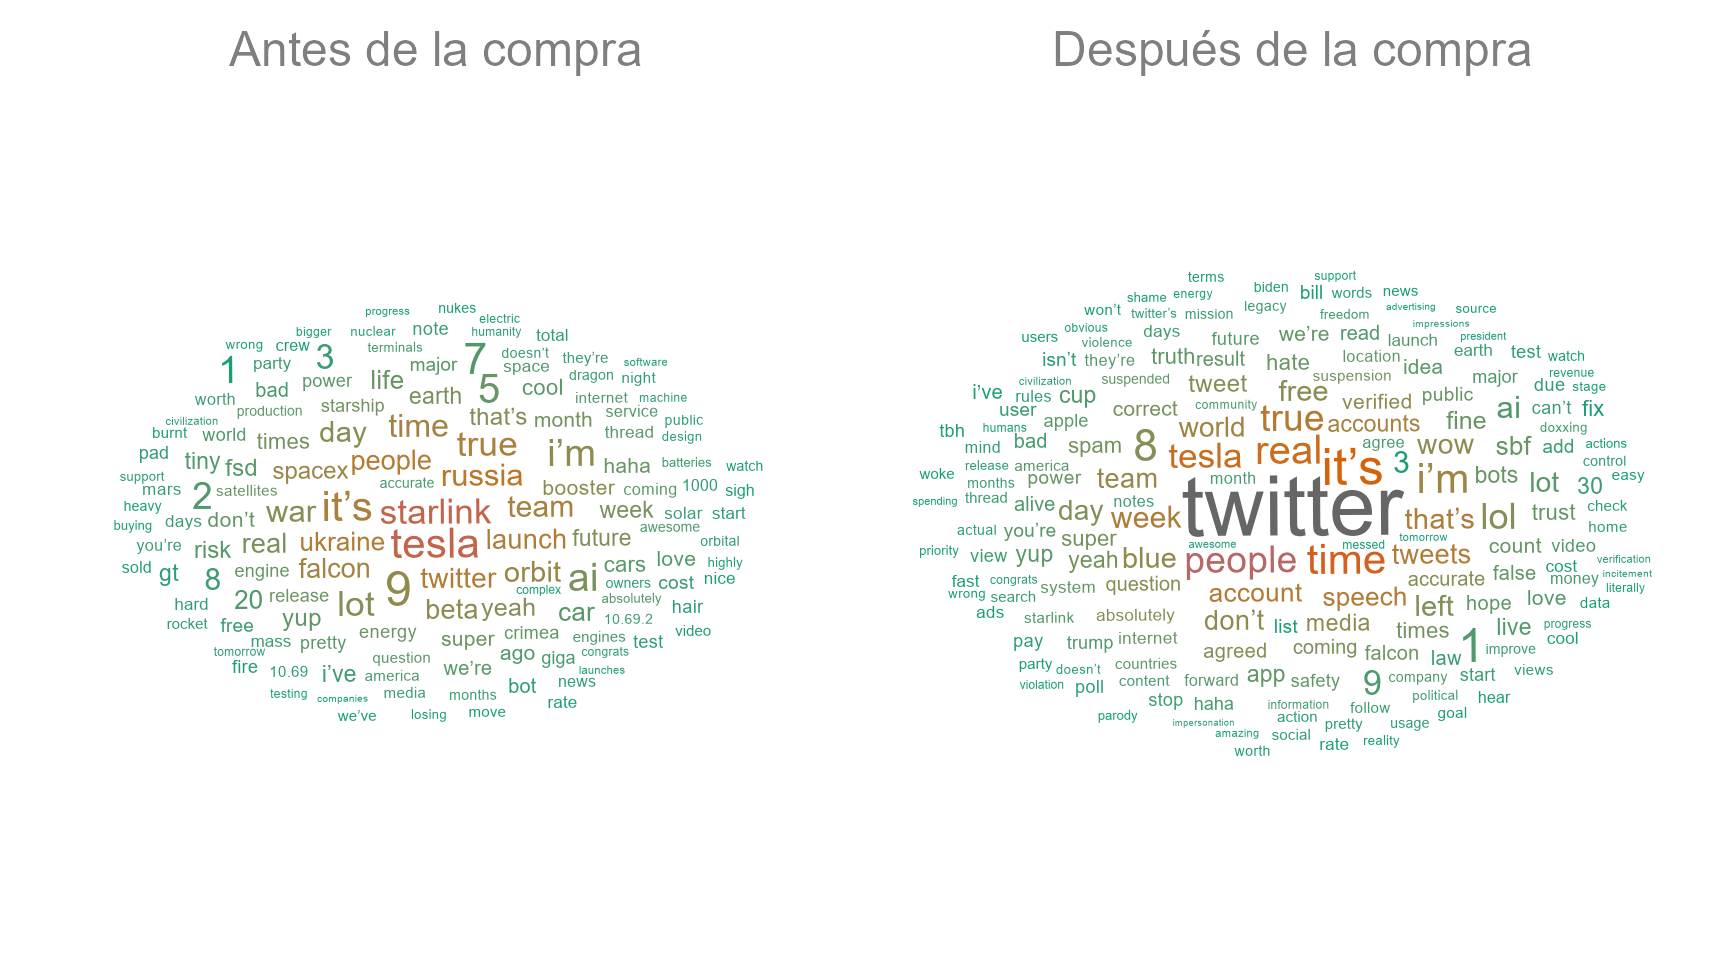 Antes de la compra
progress nukes
electric
bigger nuclear note humanity total
wrong crew 3 terminals 7 doesn't they're
1 party major space software
bad power life 5 cool dragon night
worth earth internet machine
production starship time that's month service public
civilization
burnt world times day true i'm thread design
pad tiny fsd spacex people russia haha batteries watch
support accurate
mars 2 satellites booster coming 1000 sigh
heavy war it's starlink team week solar start
buying days don't awesome
you're risk real ukraine tesla launch future orbital
sold gt falcon orbit ai cars love highly
8 engine 9 twitter complex owners cost nice
hard 20 release lot beta yeah car absolutely hair
rocket free yup 10.69.2
mass pretty energy super crimea engines test video
tomorrow question ago giga congrats
fire 10.69 i've america we're launches
testing companies media months bot news
we've losing move rate
Después de la compra
terms support
shame energy biden bill words news
won't twitter's mission legacy freedom advertising source
users obvious days future we're read impressions
violence launch president
isn't they're truth result hate location idea earth test watch
i've civilization suspended tweet suspension major revenue
rules cup free verified public due stage
user correct community true accounts fine ai can't fix
tbh humans apple world doxxing
mind bad spam 8 tesla real it's agree wow sbf add actions
woke release america 3 control
months power team month i'm bots lot 30 easy
spending thread alive notes twitter
actual you're day week that's lol trust check
super tomorrow home
priority view yup yeah blue awesome people time messed tweets count video
verification
fast congrats system question accurate false cost money incitement
wrong search account speech literally
ads starlink absolutely don't list media left hope love data
pay trump internet times 1 live progress
agreed coming falcon law improve cool
party doesn't countries
violation poll content forward app safety 9 company start views
stop haha information follow political hear
parody impersonation action pretty usage goal
amazing social rate reality
worth